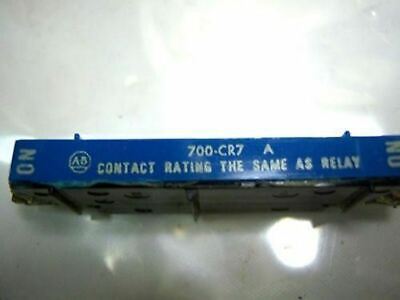 700-CR7 A
NO AB CONTACT RATING THE SAME AS RELAY NO